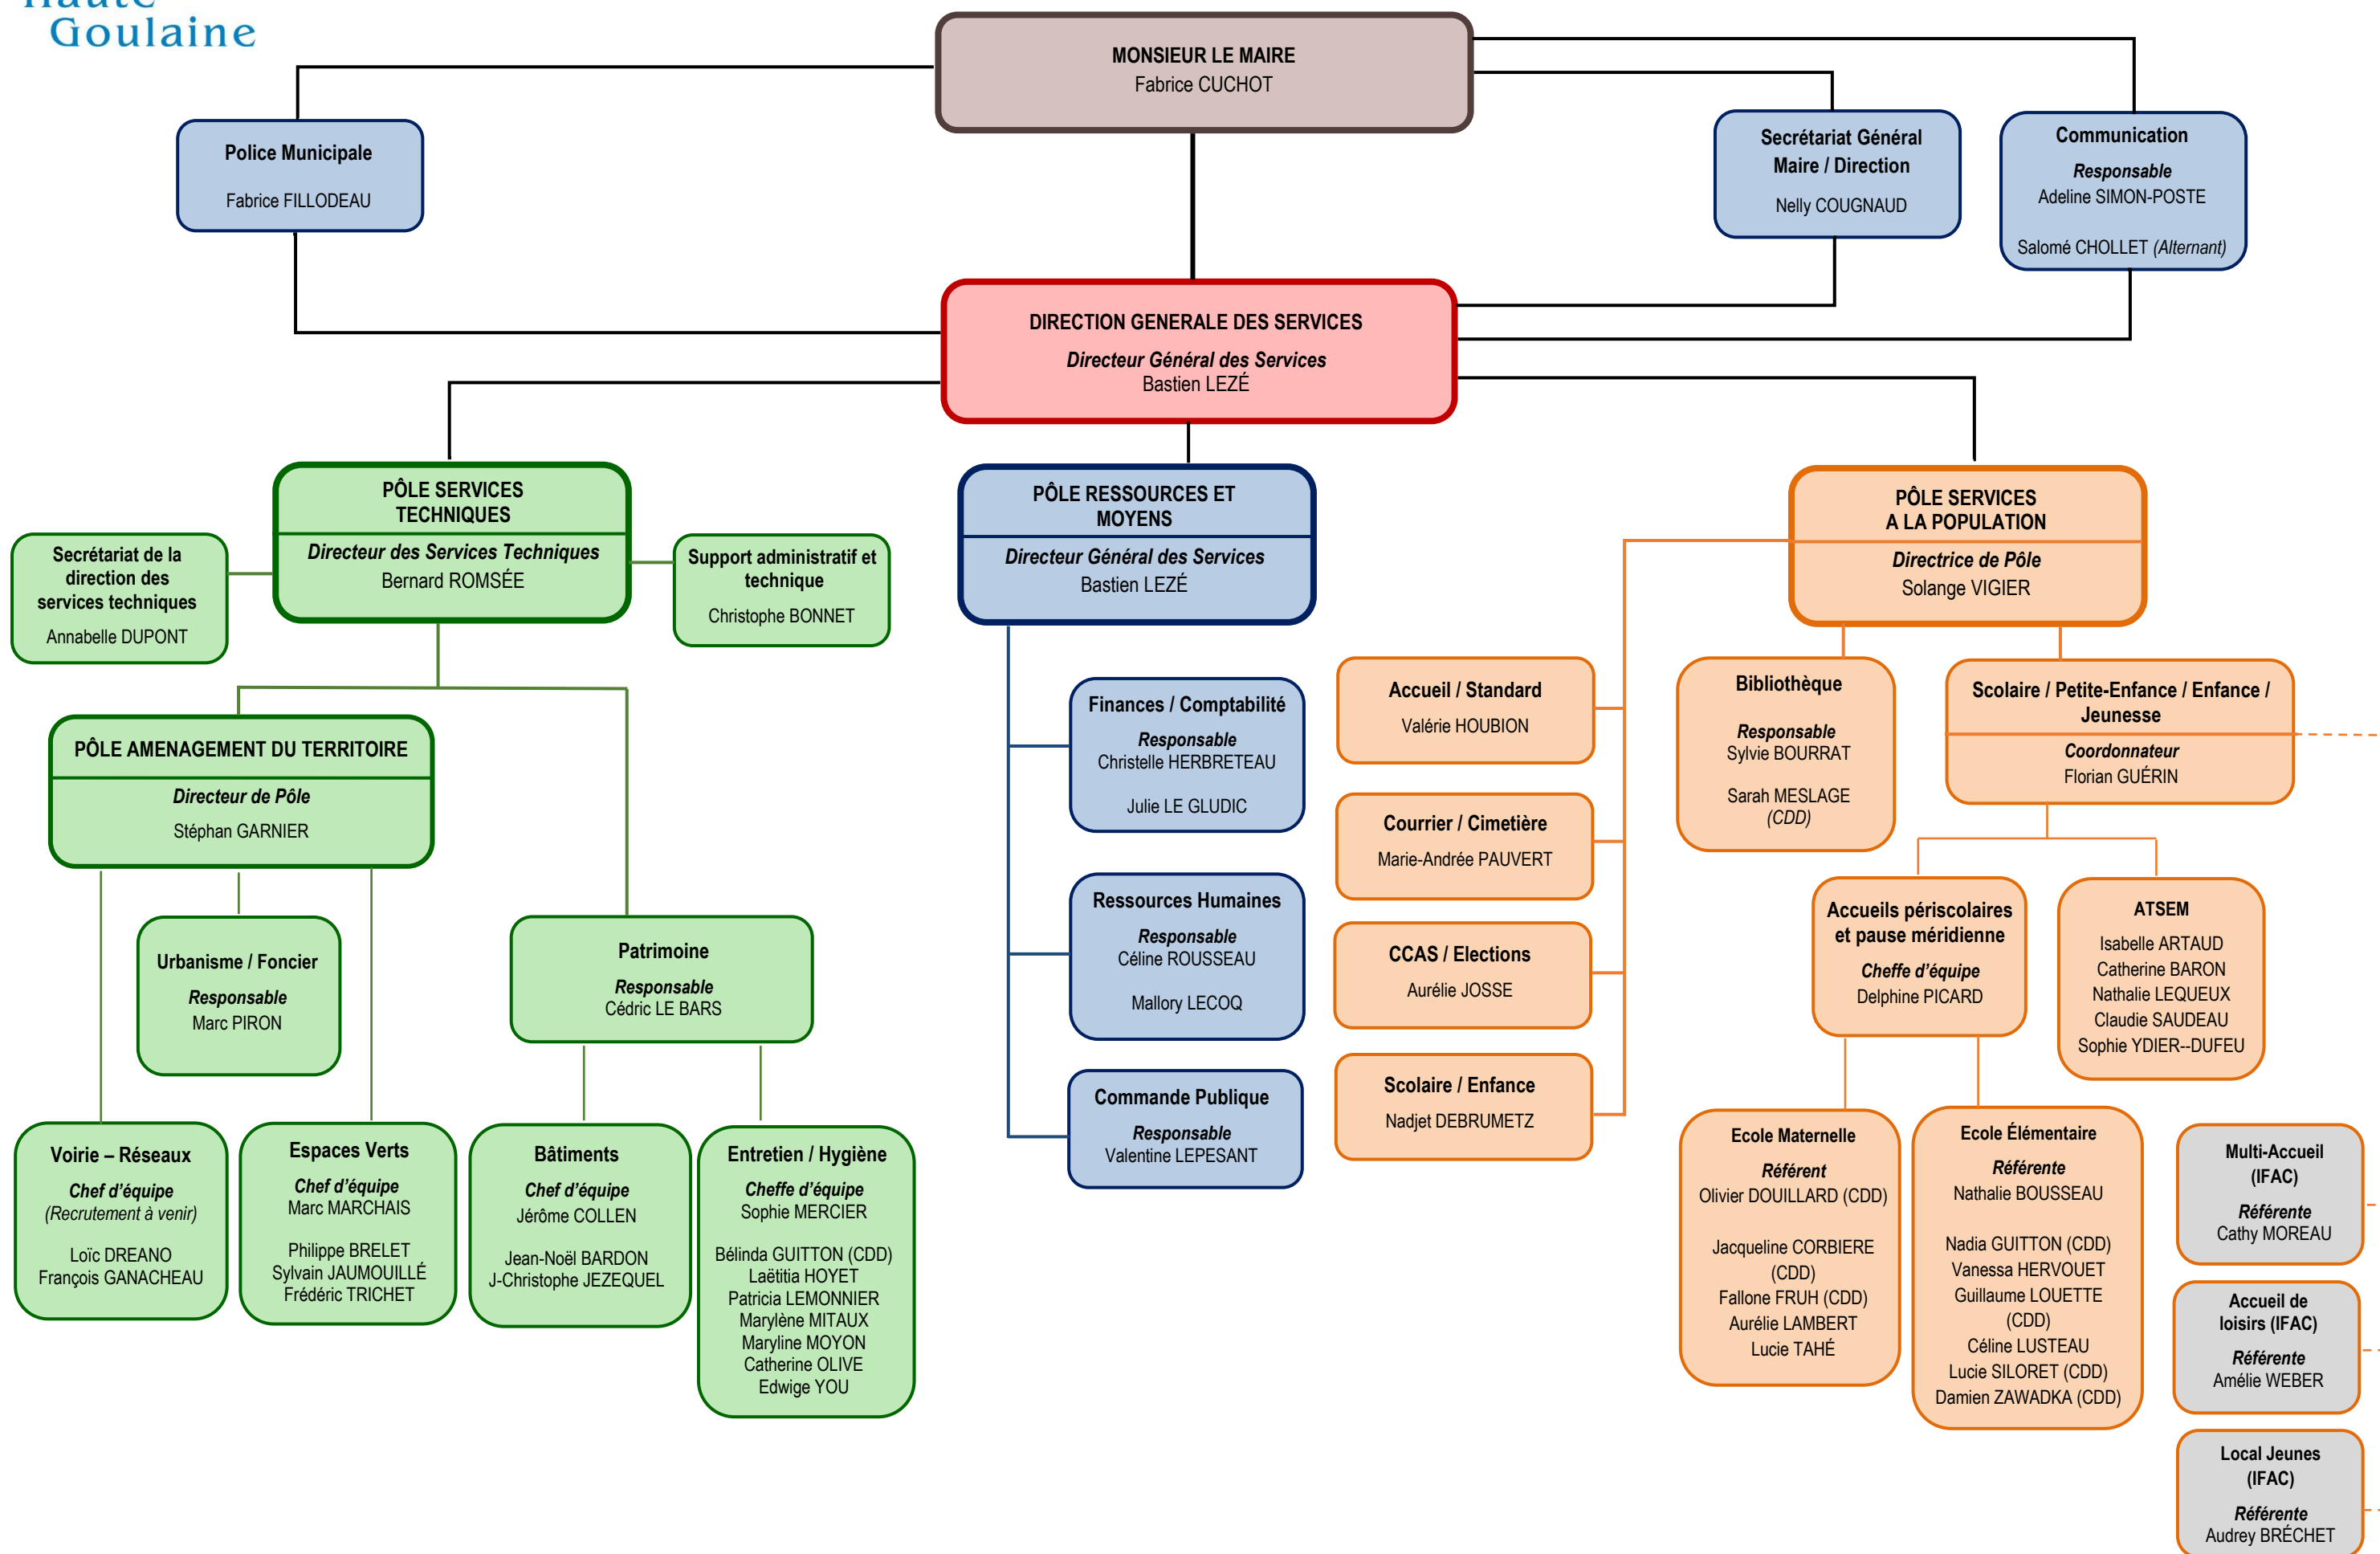 Haute
Goulaine
MONSIEUR LE MAIRE
Fabrice CUCHOT
Police Municipale
Fabrice FILLODEAU
Secrétariat Général
Maire / Direction
Nelly COUGNAUD
Communication
Responsable
Adeline SIMON-POSTE
Salomé CHOLLET (Alternant)
DIRECTION GENERALE DES SERVICES
Directeur Général des Services
Bastien LEZÉ
PÔLE SERVICES
TECHNIQUES
Directeur des Services Techniques
Bernard ROMSÉE
Secrétariat de la
direction des
services techniques
Annabelle DUPONT
Support administratif et
technique
Christophe BONNET
PÔLE RESSOURCES ET
MOYENS
Directeur Général des Services
Bastien LEZÉ
PÔLE SERVICES
A LA POPULATION
Directrice de Pôle
Solange VIGIER
PÔLE AMENAGEMENT DU TERRITOIRE
Directeur de Pôle
Stéphan GARNIER
Urbanisme / Foncier
Responsable
Marc PIRON
Patrimoine
Responsable
Cédric LE BARS
Voirie – Réseaux
Chef d’équipe
(Recrutement à venir)
Loïc DREANO
François GANACHEAU
Espaces Verts
Chef d’équipe
Marc MARCHAIS
Philippe BRELET
Sylvain JAUMOUILLÉ
Frédéric TRICHET
Bâtiments
Chef d’équipe
Jérôme COLLEN
Jean-Noël BARDON
J-Christophe JEZEQUEL
Entretien / Hygiène
Cheffe d’équipe
Sophie MERCIER
Bélinda GUITTON (CDD)
Laëtitia HOYET
Patricia LEMONNIER
Marylène MITAUX
Maryline MOYON
Catherine OLIVE
Edwige YOU
Finances / Comptabilité
Responsable
Christelle HERBRETEAU
Julie LE GLUDIC
Ressources Humaines
Responsable
Céline ROUSSEAU
Mallory LECOQ
Commande Publique
Responsable
Valentine LEPESANT
Accueil / Standard
Valérie HOUBION
Courrier / Cimetière
Marie-Andrée PAUVERT
CCAS / Elections
Aurélie JOSSE
Scolaire / Enfance
Nadjet DEBRUMETZ
Bibliothèque
Responsable
Sylvie BOURRAT
Sarah MESLAGE
(CDD)
Scolaire / Petite-Enfance / Enfance /
Jeunesse
Coordonnateur
Florian GUÉRIN
Accueils périscolaires
et pause méridienne
Cheffe d’équipe
Delphine PICARD
ATSEM
Isabelle ARTAUD
Catherine BARON
Nathalie LEQUEUX
Claudie SAUDEAU
Sophie YDIER--DUFEU
Ecole Maternelle
Référent
Olivier DOUILLARD (CDD)
Jacqueline CORBIERE
(CDD)
Fallone FRUH (CDD)
Aurélie LAMBERT
Lucie TAHÉ
Ecole Élémentaire
Référente
Nathalie BOUSSEAU
Nadia GUITTON (CDD)
Vanessa HERVOUET
Guillaume LOUETTE
(CDD)
Céline LUSTEAU
Lucie SILORET (CDD)
Damien ZAWADKA (CDD)
Multi-Accueil
(IFAC)
Référente
Cathy MOREAU
Accueil de
loisirs (IFAC)
Référente
Amélie WEBER
Local Jeunes
(IFAC)
Référente
Audrey BRÉCHET